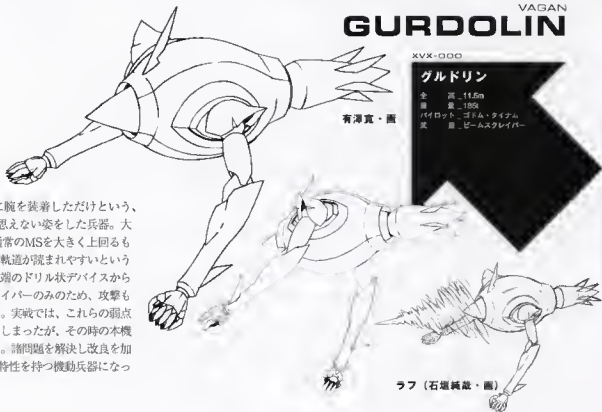 VAGAN
GURDOLIN
xvx-000
グルドリン
全 高_11.5m
重 量_185t
パイロット_ゴドム・タイナム
武 器_ビームスクレイパー
有澤寛・画
に腕を装着しただけという、
思えない姿をした兵器。大
通常のMSを大きく上回るも
軌道が読まれやすいという
端のドリル状デバイスから
イパーのみのため、攻撃も
。実戦では、これらの弱点
しまったが、その時の本機
。諸問題を解決し改良を加
特性を持つ機動兵器になっ
ラフ（石垣純哉・画）